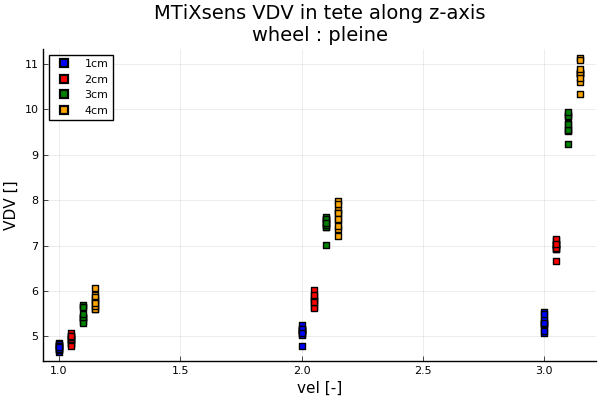 MTiXsens VDV in tete along z-axis
wheel : pleine
1cm
2cm
3cm
4cm
VDV []
11
10
9
8
7
6
5
1.0 1.5 2.0 2.5 3.0
vel [-]